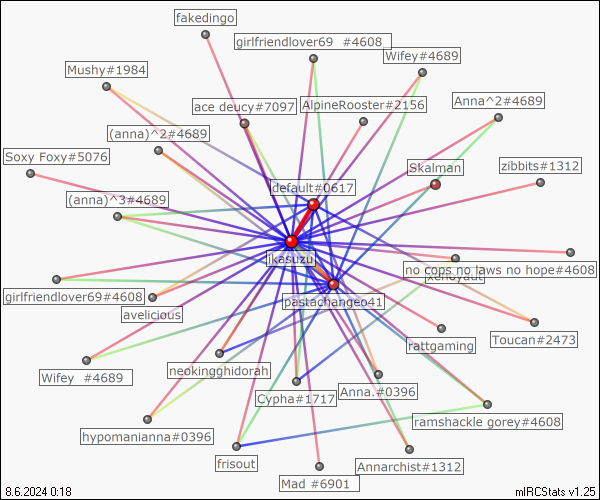 fakedingo
girlfriendlover69 #4608
Wifey#4689
Mushy#1984
ace deucy#7097
AlpineRooster#2156
Anna^2#4689
(anna)^2#4689
Soxy Foxy#5076
Skalman
zibbits#1312
default#0617
(anna)^3#4689
jkasuzuj
no cops no laws no hope#4608
girlfriendlover69#4608
pastachangeo41
avelicious
rattgaming
Toucan#2473
Wifey #4689
neokingghidorah
Cypha#1717
Anna.#0396
ramshackle gorey#4608
hypomanianna#0396
frisout
Annarchist#1312
Mad #6901
8.6.2024 0:18
mIRCStats v1.25